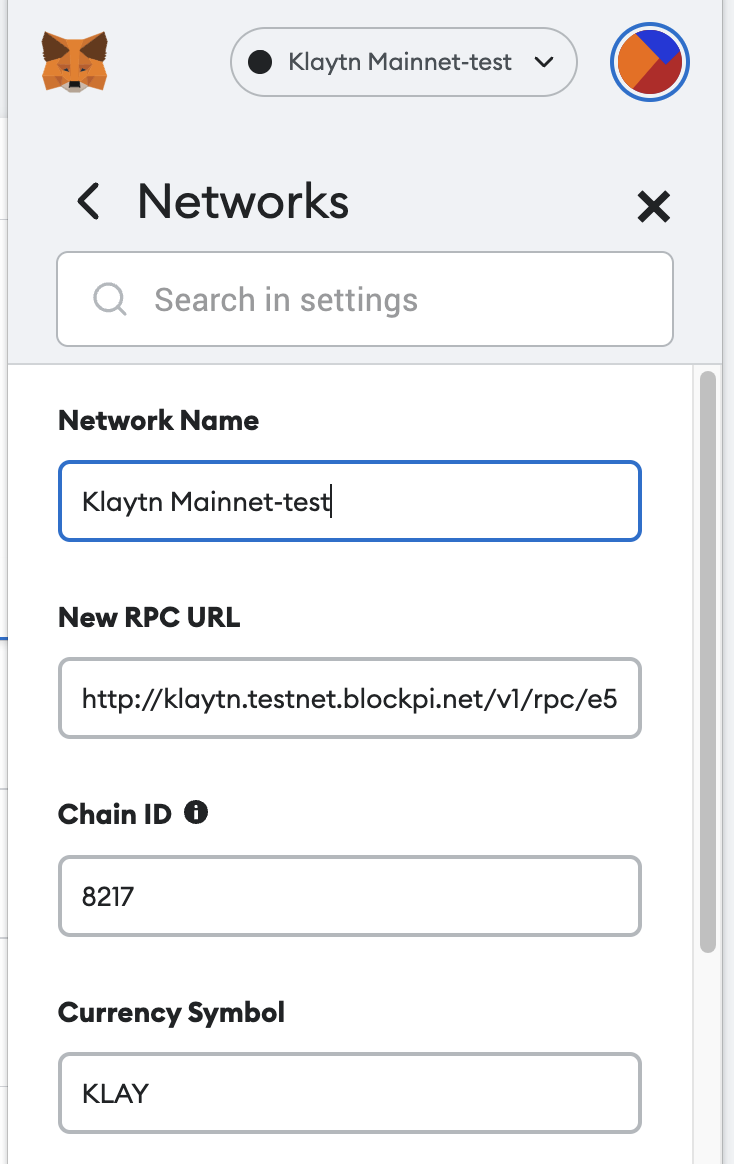 Klaytn Mainnet-test
Networks
Search in settings
Network Name
Klaytn Mainnet-test
New RPC URL
http://klaytn.testnet.blockpi.net/v1/rpc/e5
Chain ID
8217
Currency Symbol
KLAY